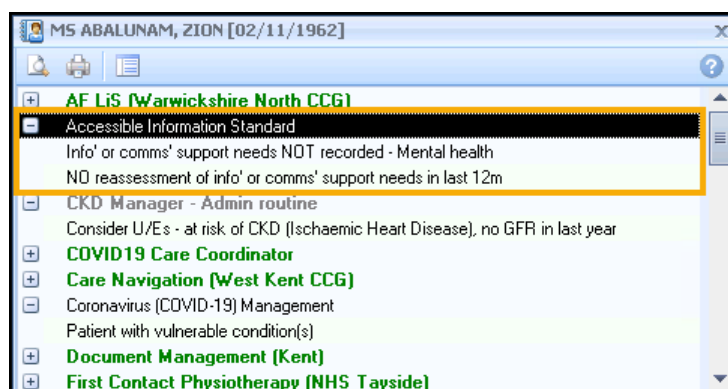 MS ABALUNAM, ZION [02/11/1962]
AF LiS (Warwickshire North CCG)
Accessible Information Standard
Info' or comms' support needs NOT recorded - Mental health
NO reassessment of info' or comms' support needs in last 12m
CKD Manager - Admin routine
Consider U/Es - at risk of CKD (Ischaemic Heart Disease), no GFR in last year
COVID19 Care Coordinator
Care Navigation (West Kent CCG)
Coronavirus (COVID-19) Management
Patient with vulnerable condition(s)
Document Management (Kent)
First Contact Physiotherapy (NHS Tayside)